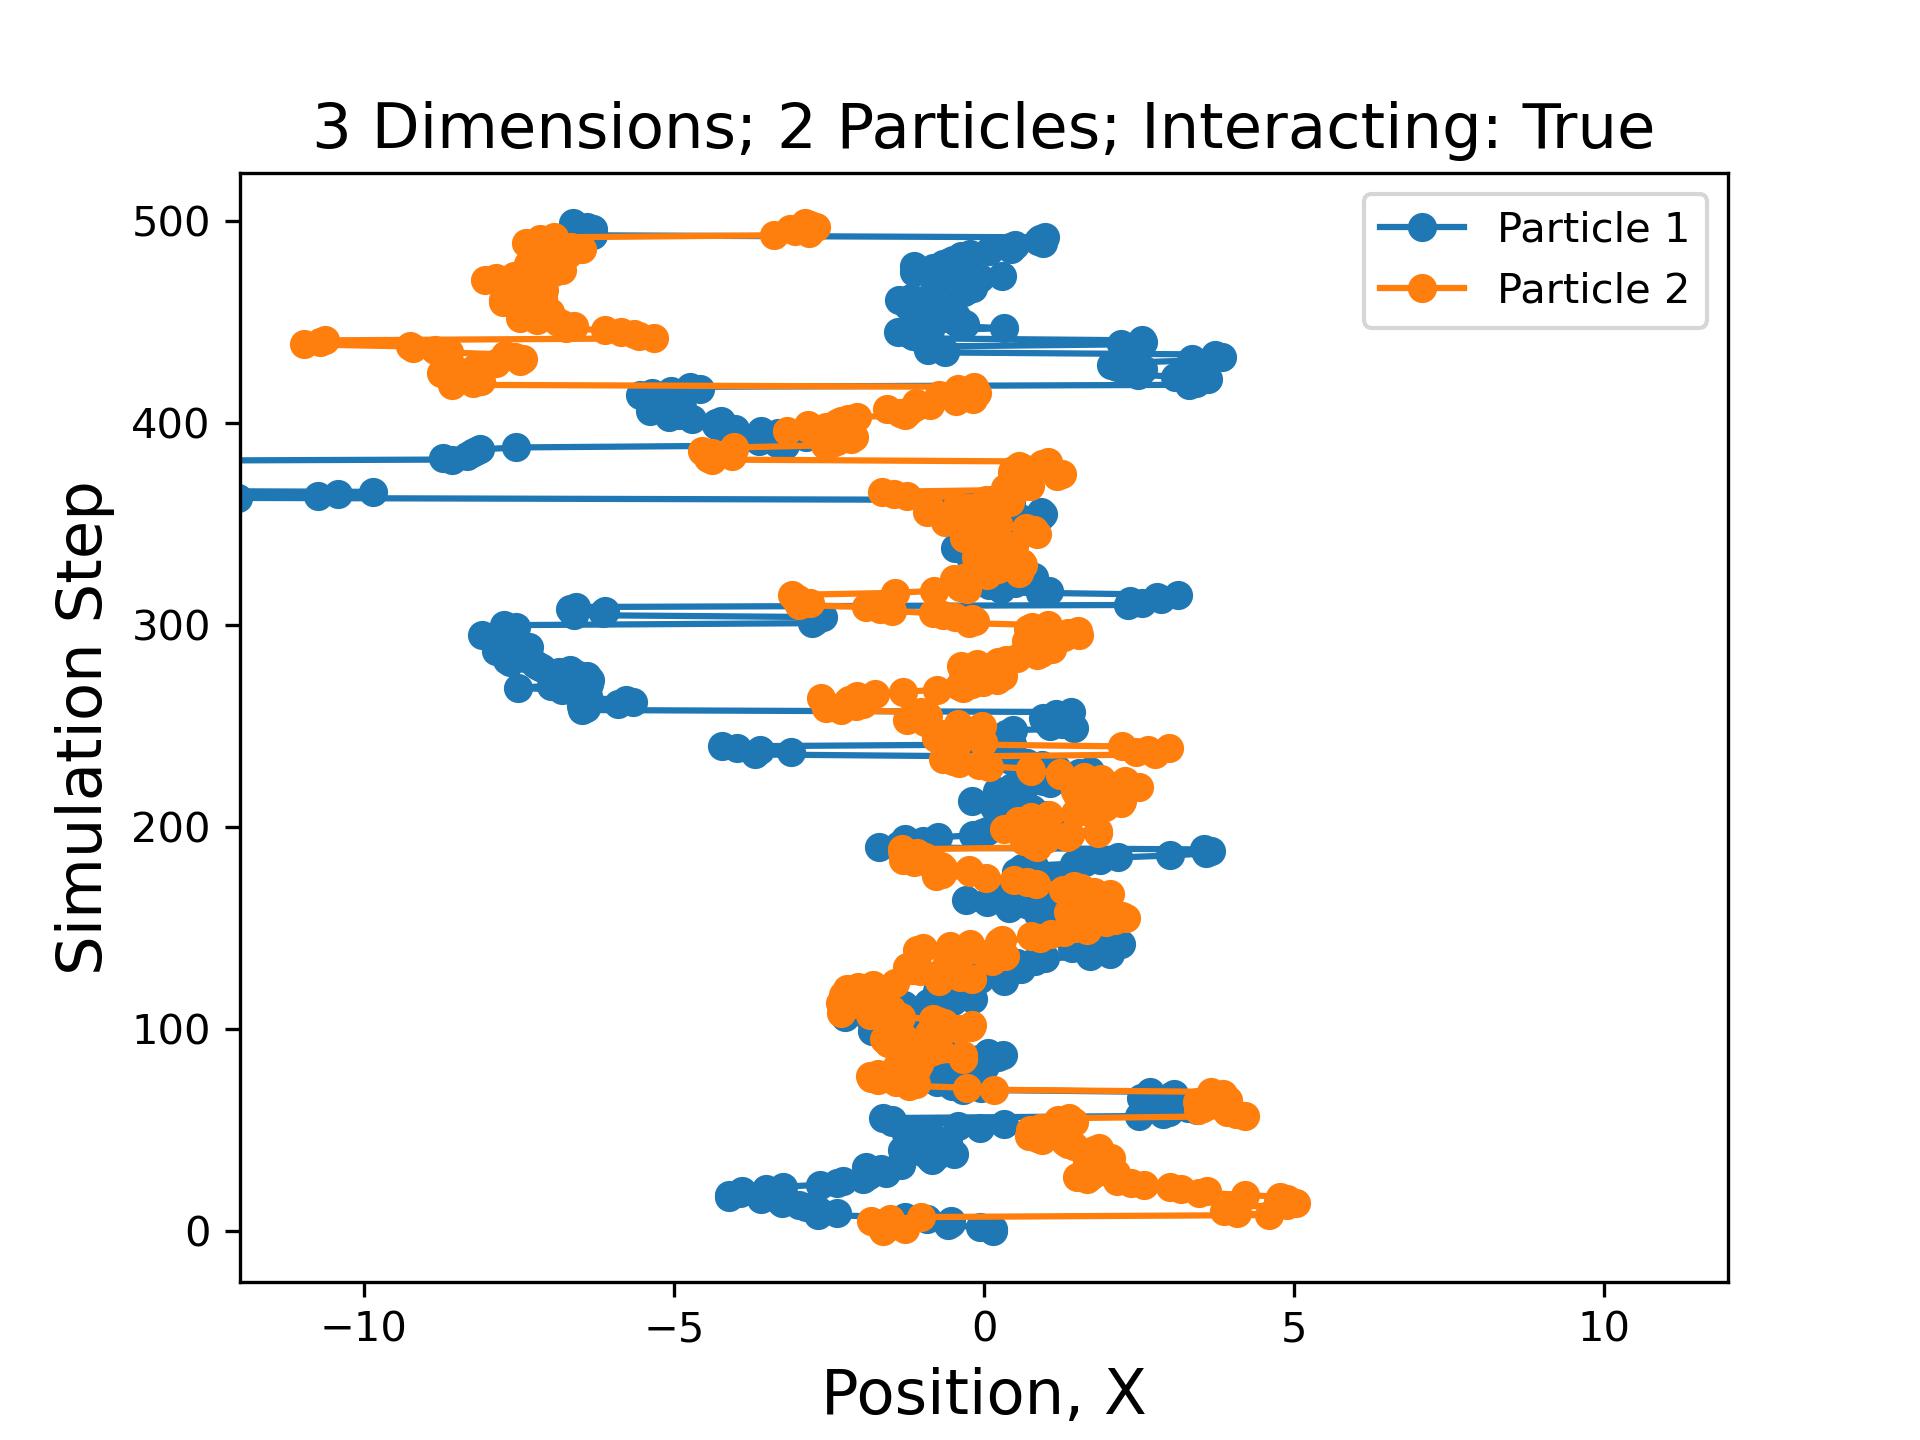 3 Dimensions; 2 Particles; Interacting: True
Particle 1
Particle 2
500
400
300
200
100
0
Simulation Step
−10
−5
0
5
10
Position, X